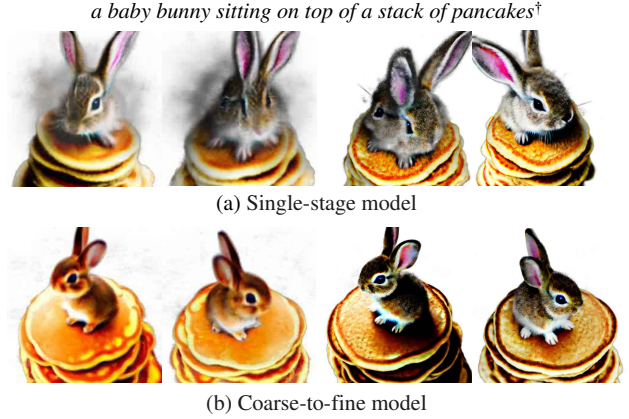 a baby bunny sitting on top of a stack of pancakes†
(a) Single-stage model
(b) Coarse-to-fine model